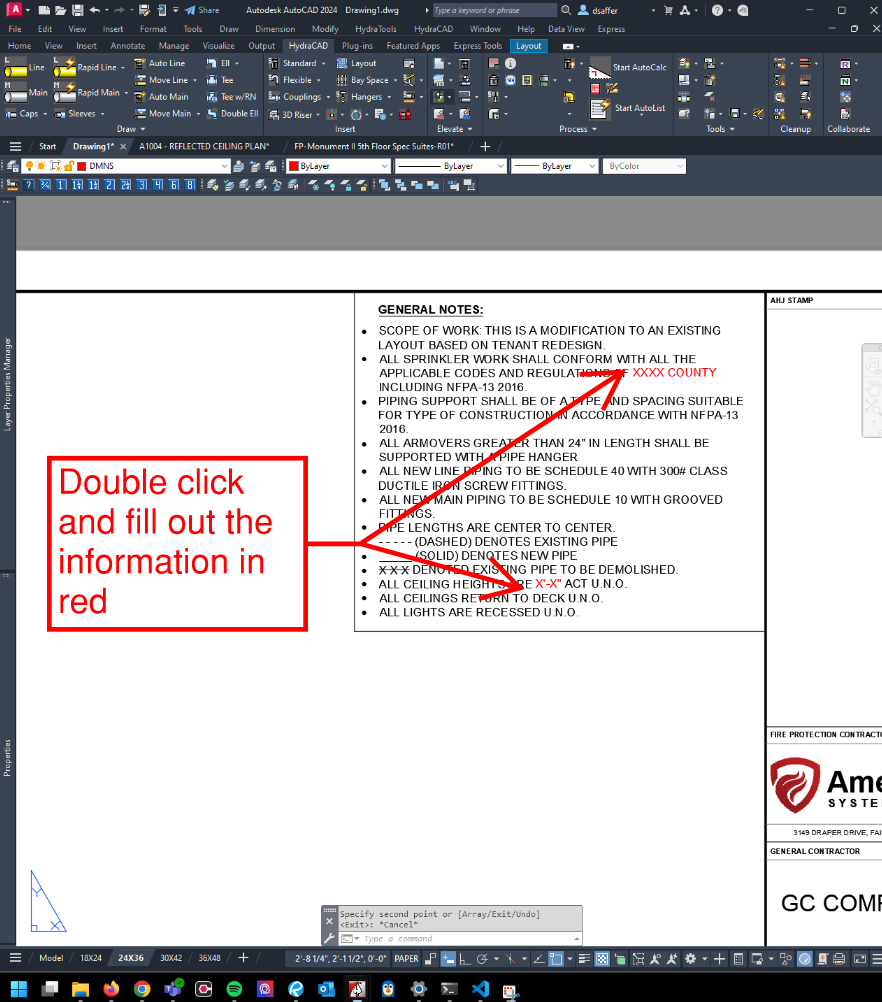 Share
Autodesk AutoCAD 2024 Drawing1.dwg
Type a keyword or phrase
dsaffer
File Edit View Insert Format Tools Draw Dimension Modify HydraTools HydraCAD Window Help Data View Express
Home View Insert Annotate Manage Visualize Output HydraCAD Plug-ins Featured Apps Express Tools Layout
Line Rapid Line Auto Line Ell Standard Layout Start AutoCalc
Move Line Tee Flexible Bay Space
Main Rapid Main Auto Main Tee w/RN Couplings Hangers Start AutoList
Caps Sleeves Move Main Double Ell 3D Riser
Draw Insert Elevate Process Tools Cleanup Collaborate
Start Drawing1* A1004 - REFLECTED CEILING PLAN* FP-Monument II 5th Floor Spec Suites-R01*
DMNS ByLayer ByLayer ByLayer ByColor
Layer Properties Manager
Properties
GENERAL NOTES:
• SCOPE OF WORK: THIS IS A MODIFICATION TO AN EXISTING
LAYOUT BASED ON TENANT REDESIGN.
• ALL SPRINKLER WORK SHALL CONFORM WITH ALL THE
APPLICABLE CODES AND REGULATIONS OF XXXX COUNTY
INCLUDING NFPA-13 2016.
• PIPING SUPPORT SHALL BE OF A TYPE AND SPACING SUITABLE
FOR TYPE OF CONSTRUCTION IN ACCORDANCE WITH NFPA-13
2016.
• ALL ARMOVERS GREATER THAN 24" IN LENGTH SHALL BE
SUPPORTED WITH A PIPE HANGER
• ALL NEW LINE PIPING TO BE SCHEDULE 40 WITH 300# CLASS
DUCTILE IRON SCREW FITTINGS.
• ALL NEW MAIN PIPING TO BE SCHEDULE 10 WITH GROOVED
FITTINGS.
• PIPE LENGTHS ARE CENTER TO CENTER.
• - - - - - (DASHED) DENOTES EXISTING PIPE
• _____ (SOLID) DENOTES NEW PIPE
• X X X DENOTED EXISTING PIPE TO BE DEMOLISHED.
• ALL CEILING HEIGHTS ARE X'-X" ACT U.N.O.
• ALL CEILINGS RETURN TO DECK U.N.O.
• ALL LIGHTS ARE RECESSED U.N.O.
Double click
and fill out the
information in
red
AHJ STAMP
FIRE PROTECTION CONTRACTO
Ame
SYSTE
3149 DRAPER DRIVE, FAI
GENERAL CONTRACTOR
GC COMP
Y
X
Specify second point or [Array/Exit/Undo]
<Exit>: *Cancel*
Type a command
Model 18X24 24X36 30X42 36X48 + 2'-8 1/4", 2'-1 1/2", 0'-0" PAPER